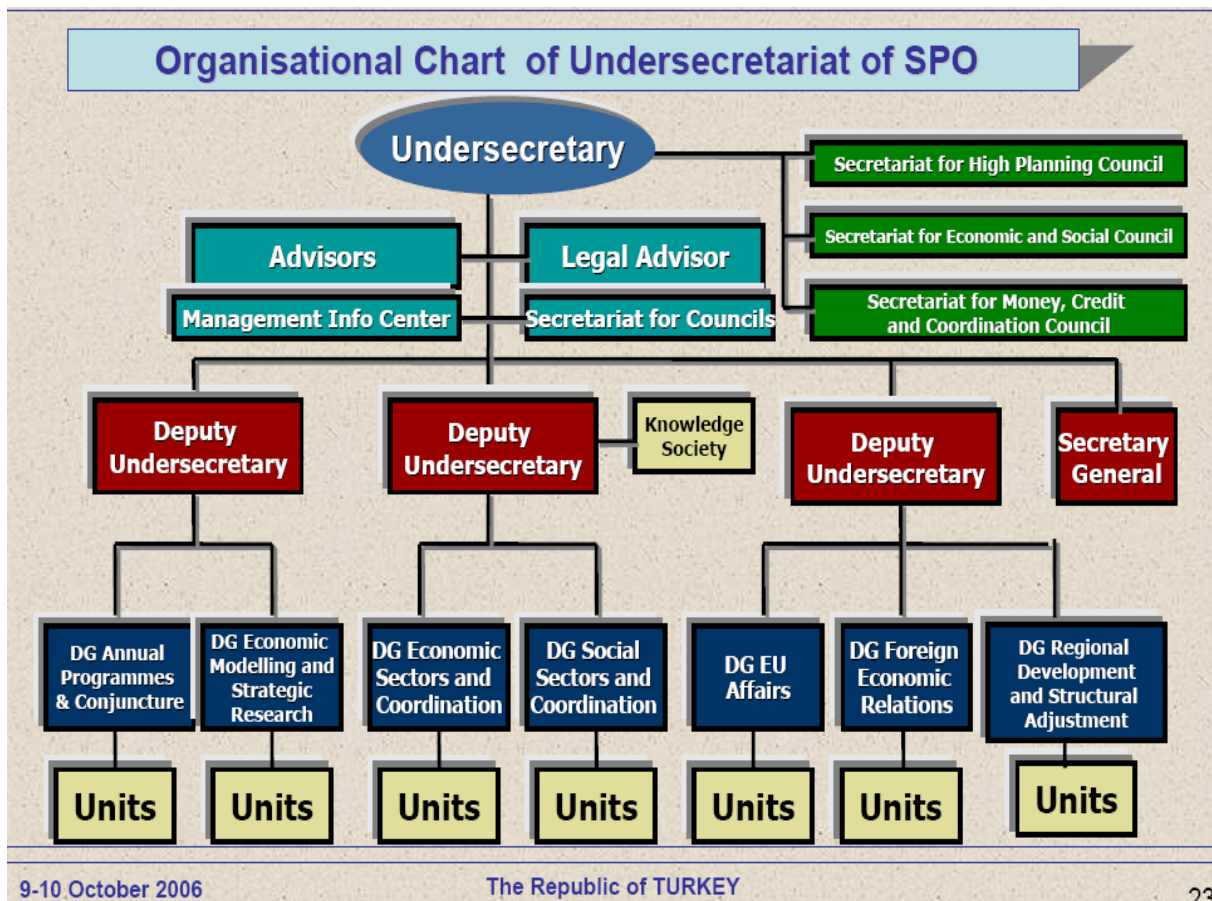 Organisational Chart of Undersecretariat of SPO
Undersecretary
Secretariat for High Planning Council
Secretariat for Economic and Social Council
Secretariat for Money, Credit
and Coordination Council
Advisors
Legal Advisor
Management Info Center
Secretariat for Councils
Deputy
Undersecretary
Deputy
Undersecretary
Knowledge
Society
Deputy
Undersecretary
Secretary
General
DG Annual
Programmes
& Conjuncture
DG Economic
Modelling and
Strategic
Research
DG Economic
Sectors and
Coordination
DG Social
Sectors and
Coordination
DG EU
Affairs
DG Foreign
Economic
Relations
DG Regional
Development
and Structural
Adjustment
Units
Units
Units
Units
Units
Units
Units
9-10 October 2006
The Republic of TURKEY
23